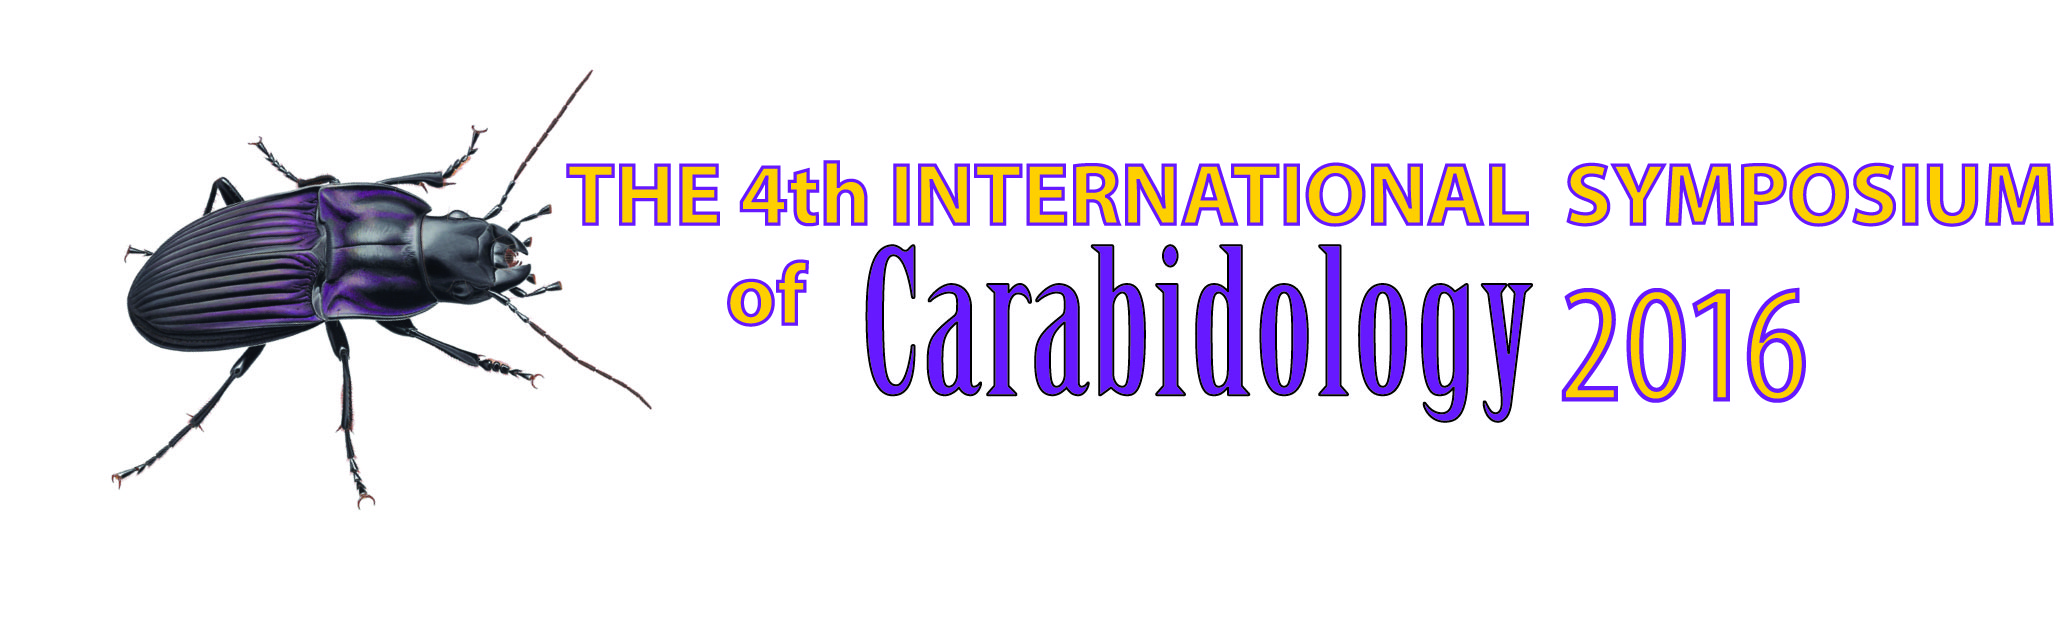 THE 4th INTERNATIONAL SYMPOSIUM
of Carabidology 2016